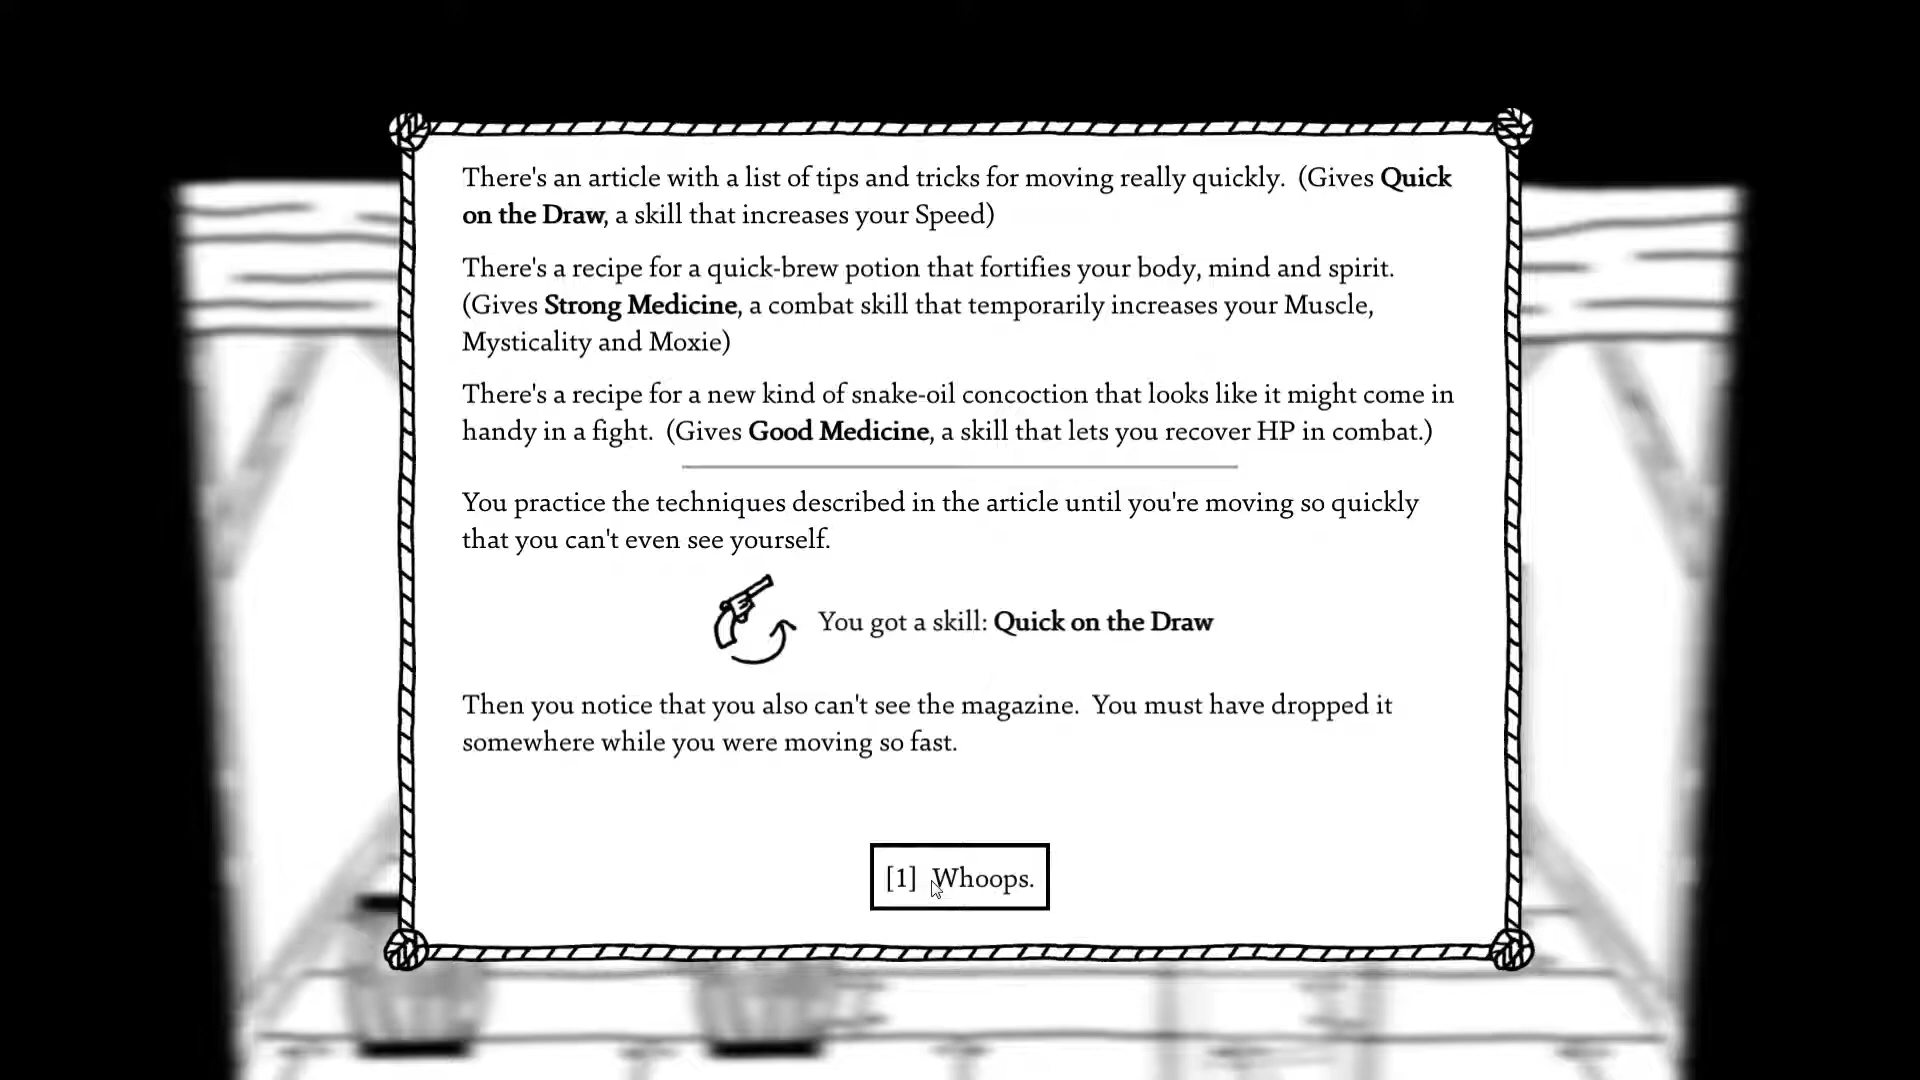 There's an article with a list of tips and tricks for moving really quickly.  (Gives Quick
on the Draw, a skill that increases your Speed)
There's a recipe for a quick-brew potion that fortifies your body, mind and spirit.
(Gives Strong Medicine, a combat skill that temporarily increases your Muscle,
Mysticality and Moxie)
There's a recipe for a new kind of snake-oil concoction that looks like it might come in
handy in a fight.  (Gives Good Medicine, a skill that lets you recover HP in combat.)
You practice the techniques described in the article until you're moving so quickly
that you can't even see yourself.
You got a skill: Quick on the Draw
Then you notice that you also can't see the magazine.  You must have dropped it
somewhere while you were moving so fast.
[1]  Whoops.